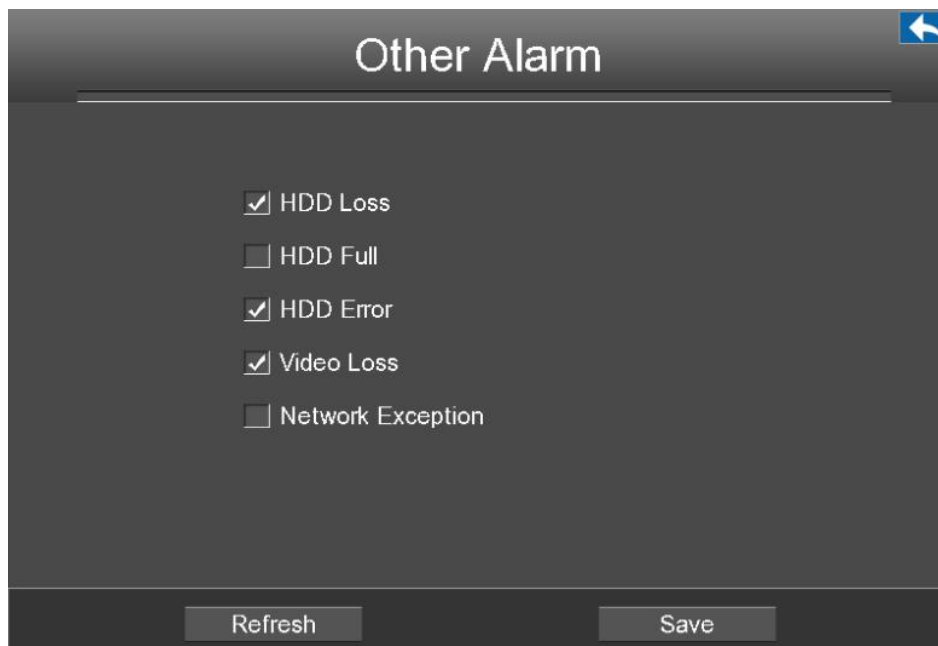 Other Alarm
HDD Loss
HDD Full
HDD Error
Video Loss
Network Exception
Refresh Save